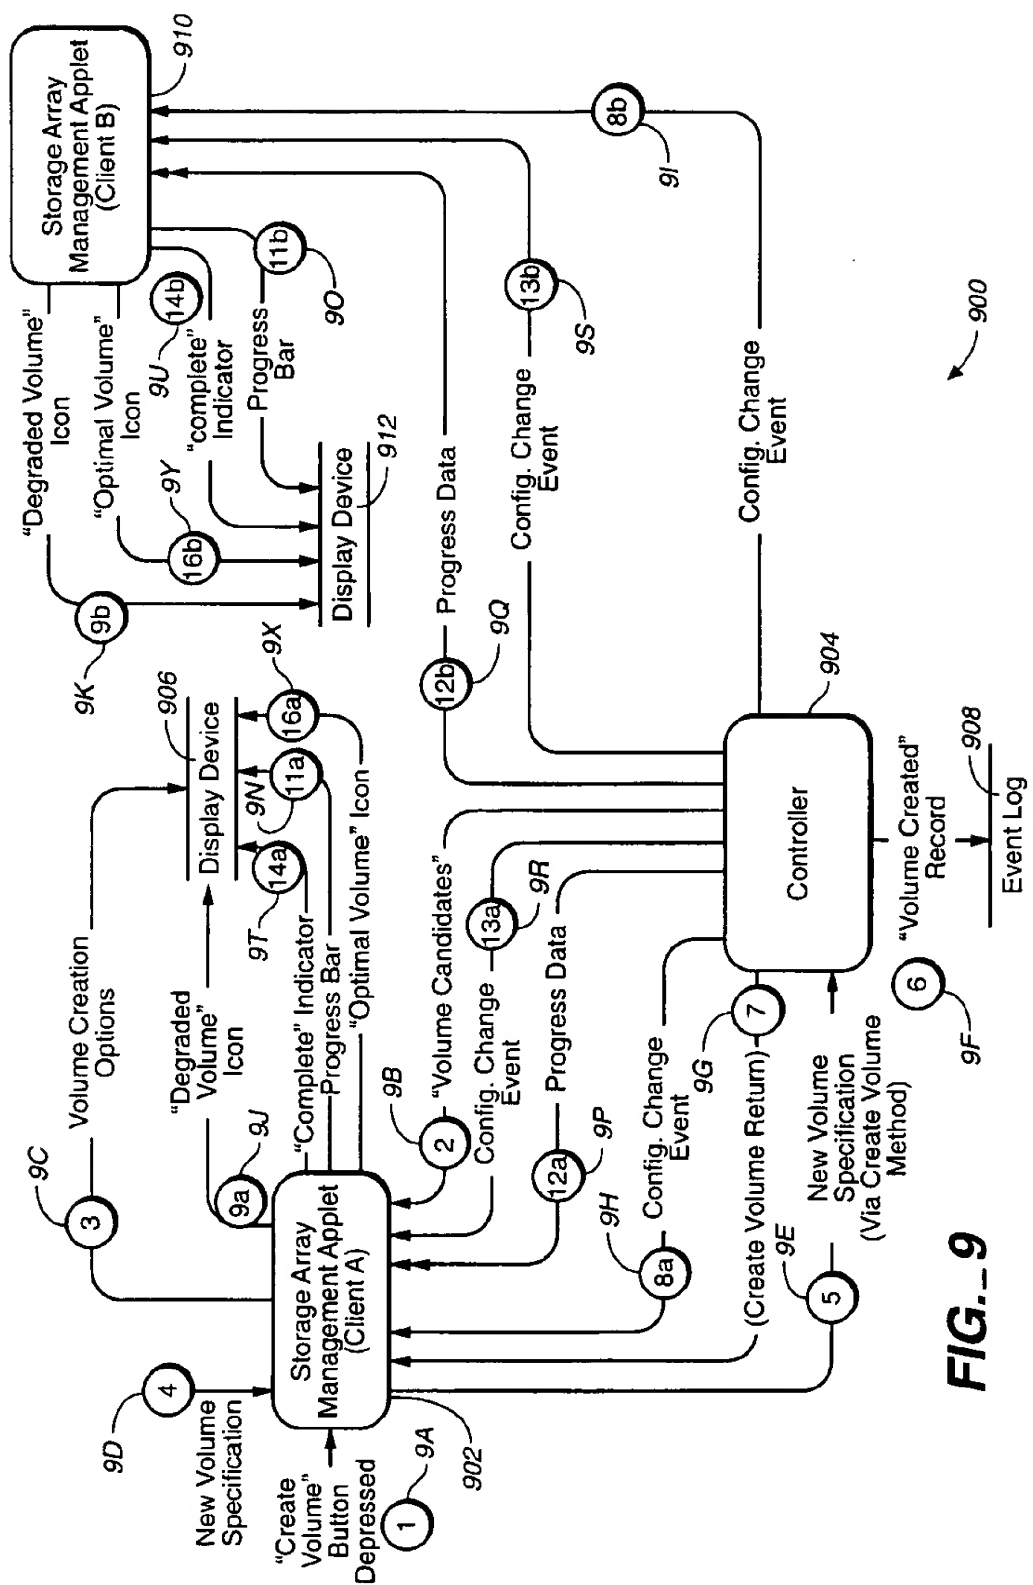 "Create
Volume"
Button
Depressed
1
9A
902
9D
4
New Volume
Specification
Storage Array
Management Applet
(Client A)
9C
3
Volume Creation
Options
9J
9a
"Degraded
Volume"
Icon
"Complete" Indicator
Progress Bar
"Optimal Volume" Icon
9T
14a
9N
11a
16a
9X
Display Device
906
9B
2
"Volume Candidates"
Config. Change
Event
13a
9R
12a
9P
Progress Data
9H
8a
Config. Change
Event
9G
7
(Create Volume Return)
9E
5
New Volume
Specification
(Via Create Volume
Method)
Controller
904
6
9F
"Volume Created"
Record
908
Event Log
9K
9b
"Degraded Volume"
Icon
"Optimal Volume"
Icon
9Y
16b
9U
14b
"complete"
Indicator
Progress
Bar
11b
9O
Display Device
912
Storage Array
Management Applet
(Client B)
910
12b
9Q
Progress Data
Config. Change
Event
13b
9S
Config. Change
Event
8b
9I
900
FIG._9